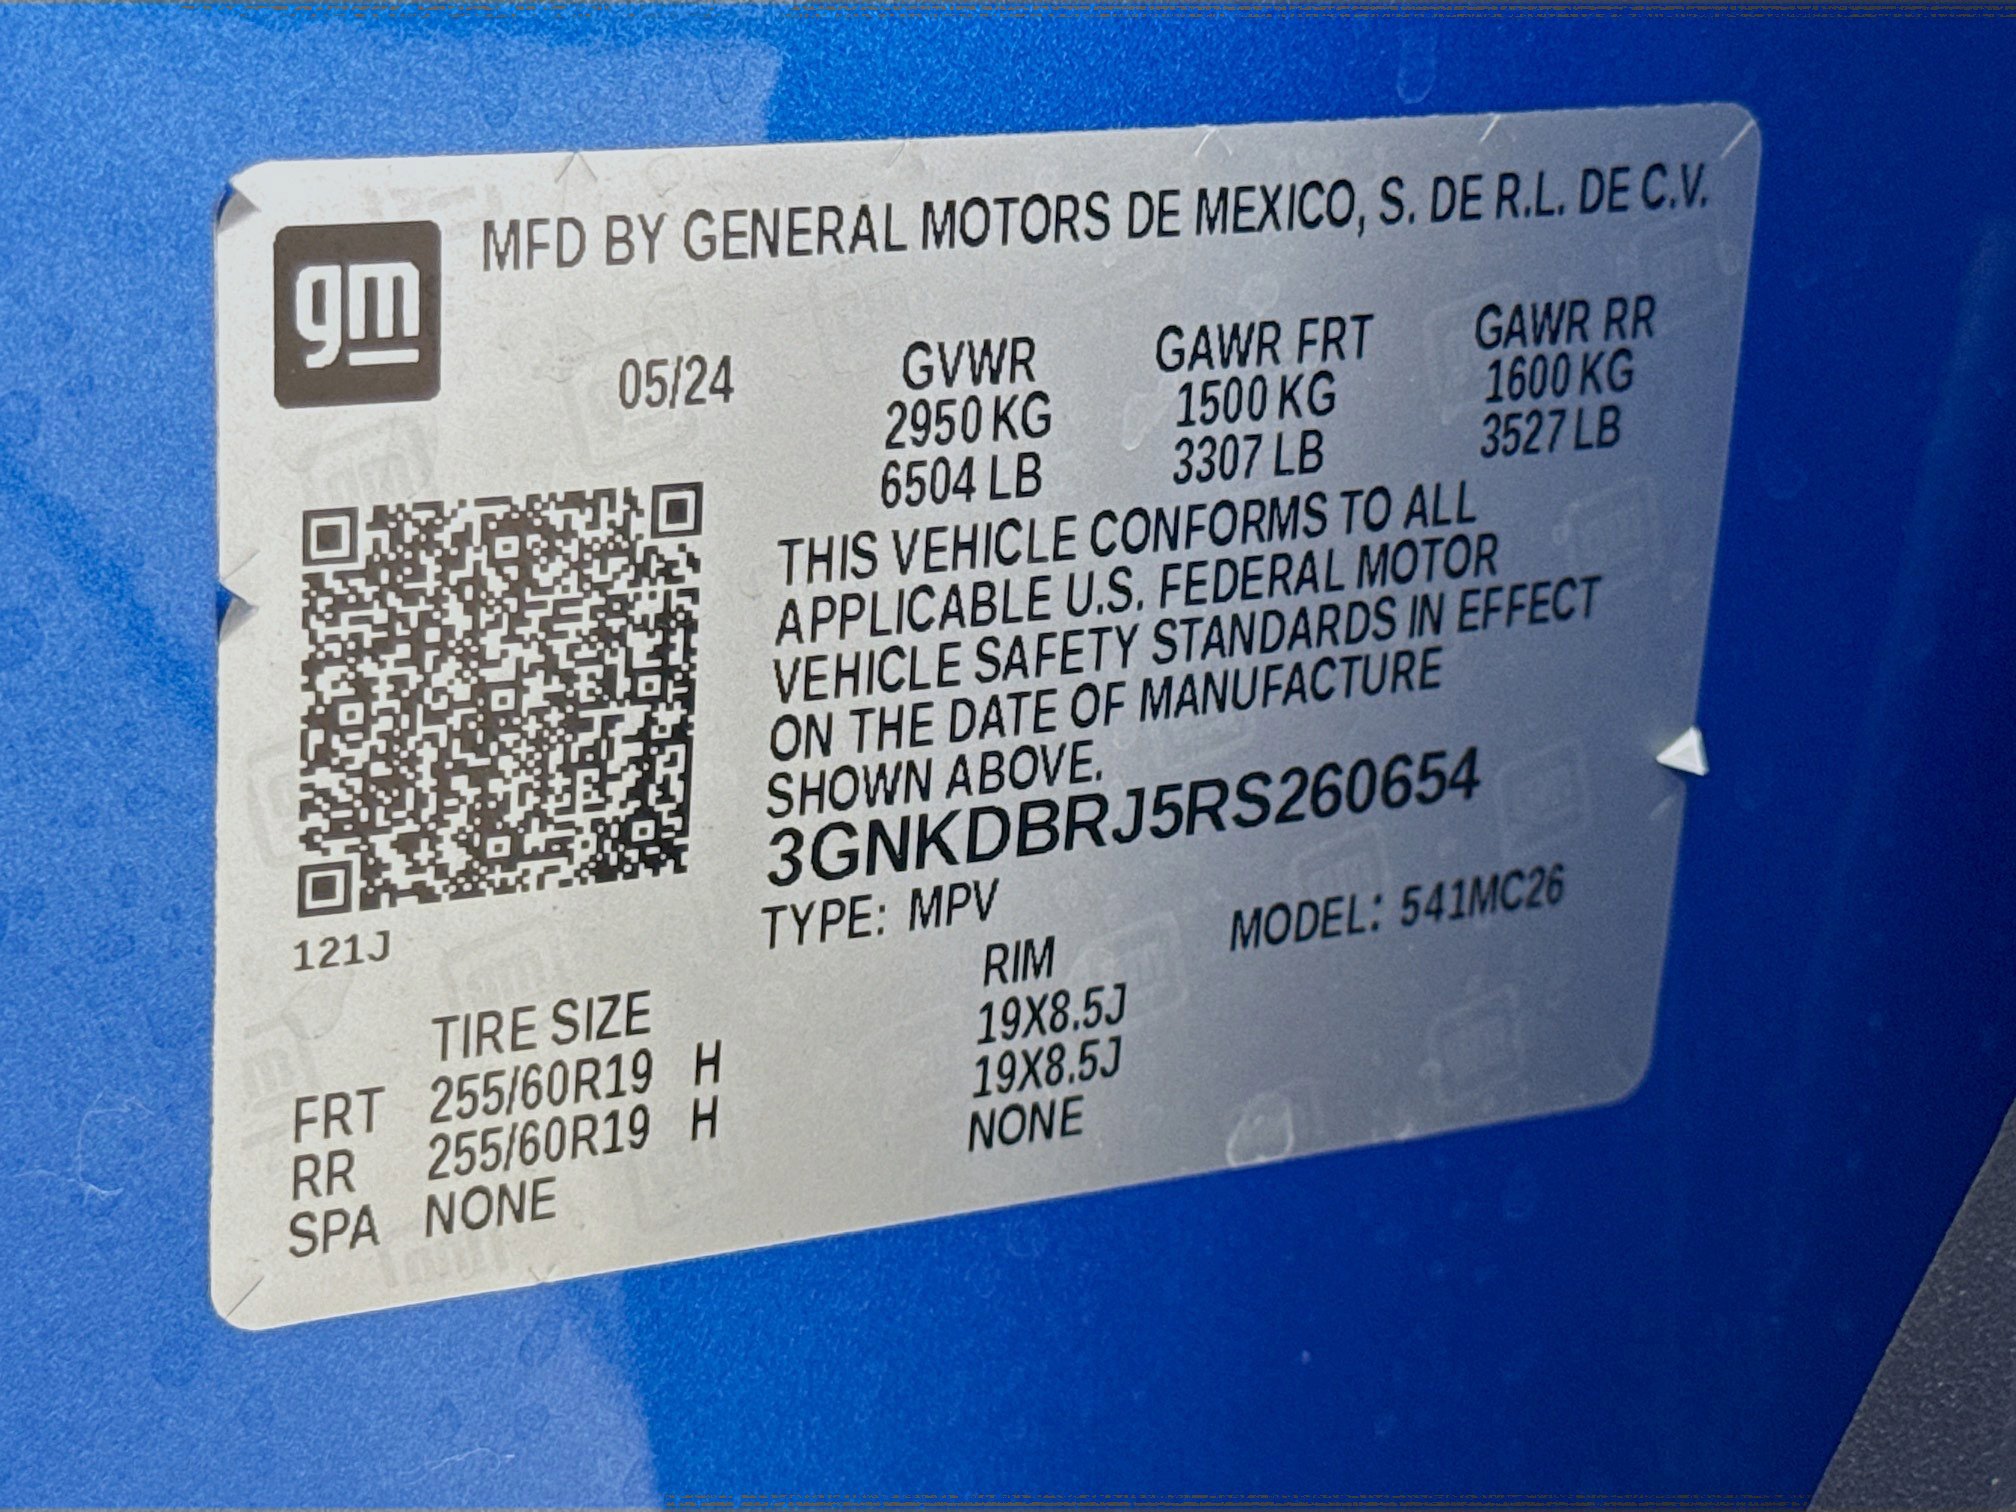 gm
MFD BY GENERAL MOTORS DE MEXICO, S. DE R.L. DE C.V.
05/24
GVWR GAWR FRT GAWR RR
2950 KG 1500 KG 1600 KG
6504 LB 3307 LB 3527 LB
THIS VEHICLE CONFORMS TO ALL
APPLICABLE U.S. FEDERAL MOTOR
VEHICLE SAFETY STANDARDS IN EFFECT
ON THE DATE OF MANUFACTURE
SHOWN ABOVE.
3GNKDBRJ5RS260654
TYPE: MPV MODEL: 541MC26
121J
TIRE SIZE RIM
FRT 255/60R19 H 19X8.5J
RR 255/60R19 H 19X8.5J
SPA NONE NONE